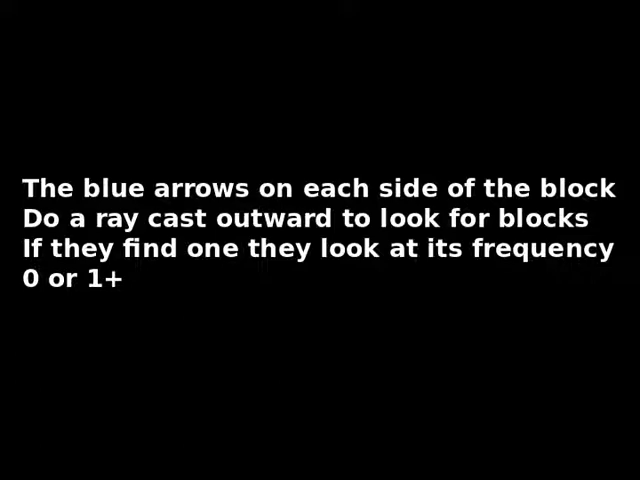 The blue arrows on each side of the block
Do a ray cast outward to look for blocks
If they find one they look at its frequency
0 or 1+